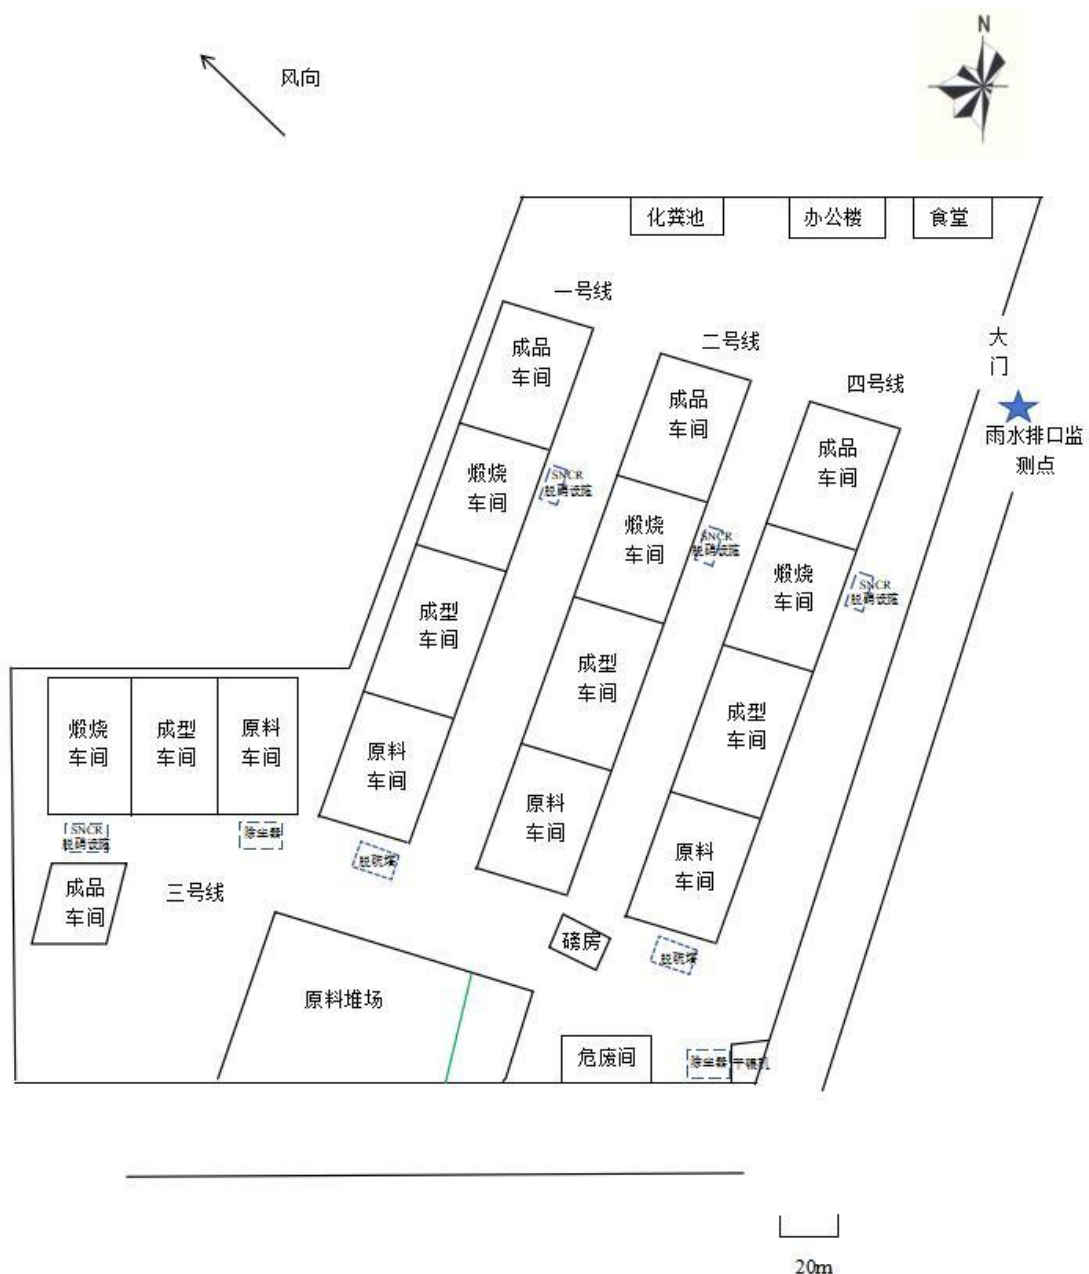 N
风向
化粪池
办公楼
食堂
一号线
成品
车间
二号线
大
门
成品
车间
四号线
雨水排口监
测点
成品
车间
煅烧
车间
SNCR
脱硝设施
煅烧
车间
SNCR
脱硝设施
煅烧
车间
SNCR
脱硝设施
成型
车间
成型
车间
成型
车间
煅烧
车间
成型
车间
原料
车间
原料
车间
原料
车间
原料
车间
SNCR
脱硝设施
除尘器
脱硫塔
成品
车间
三号线
磅房
脱硫塔
原料堆场
危废间
除尘器
干碾机
20m